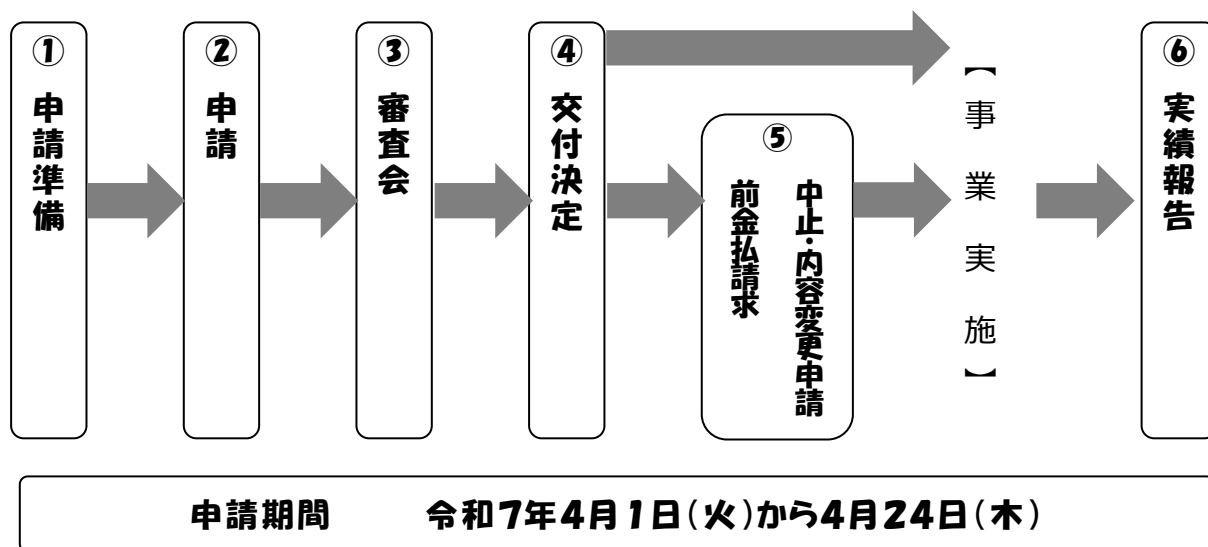 ①
申請準備
②
申請
③
審査会
④
交付決定
⑤
中止・内容変更申請
前金払請求
【事業実施】
⑥
実績報告
申請期間　令和7年4月1日(火)から4月24日(木)